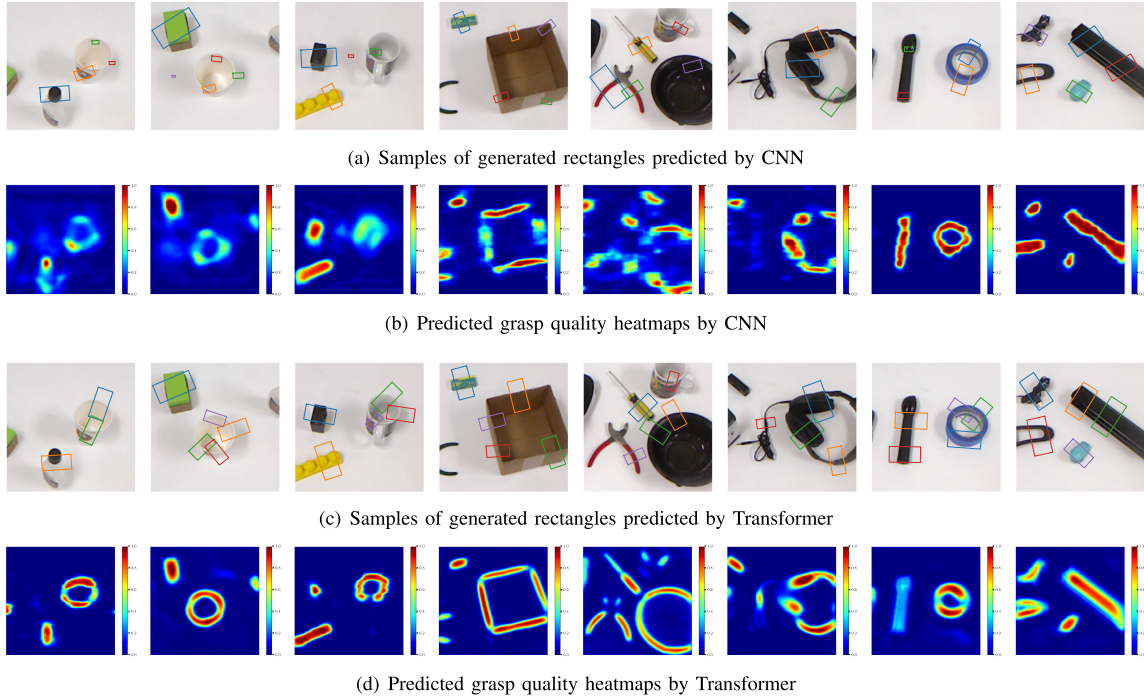 (a) Samples of generated rectangles predicted by CNN
(b) Predicted grasp quality heatmaps by CNN
(c) Samples of generated rectangles predicted by Transformer
(d) Predicted grasp quality heatmaps by Transformer